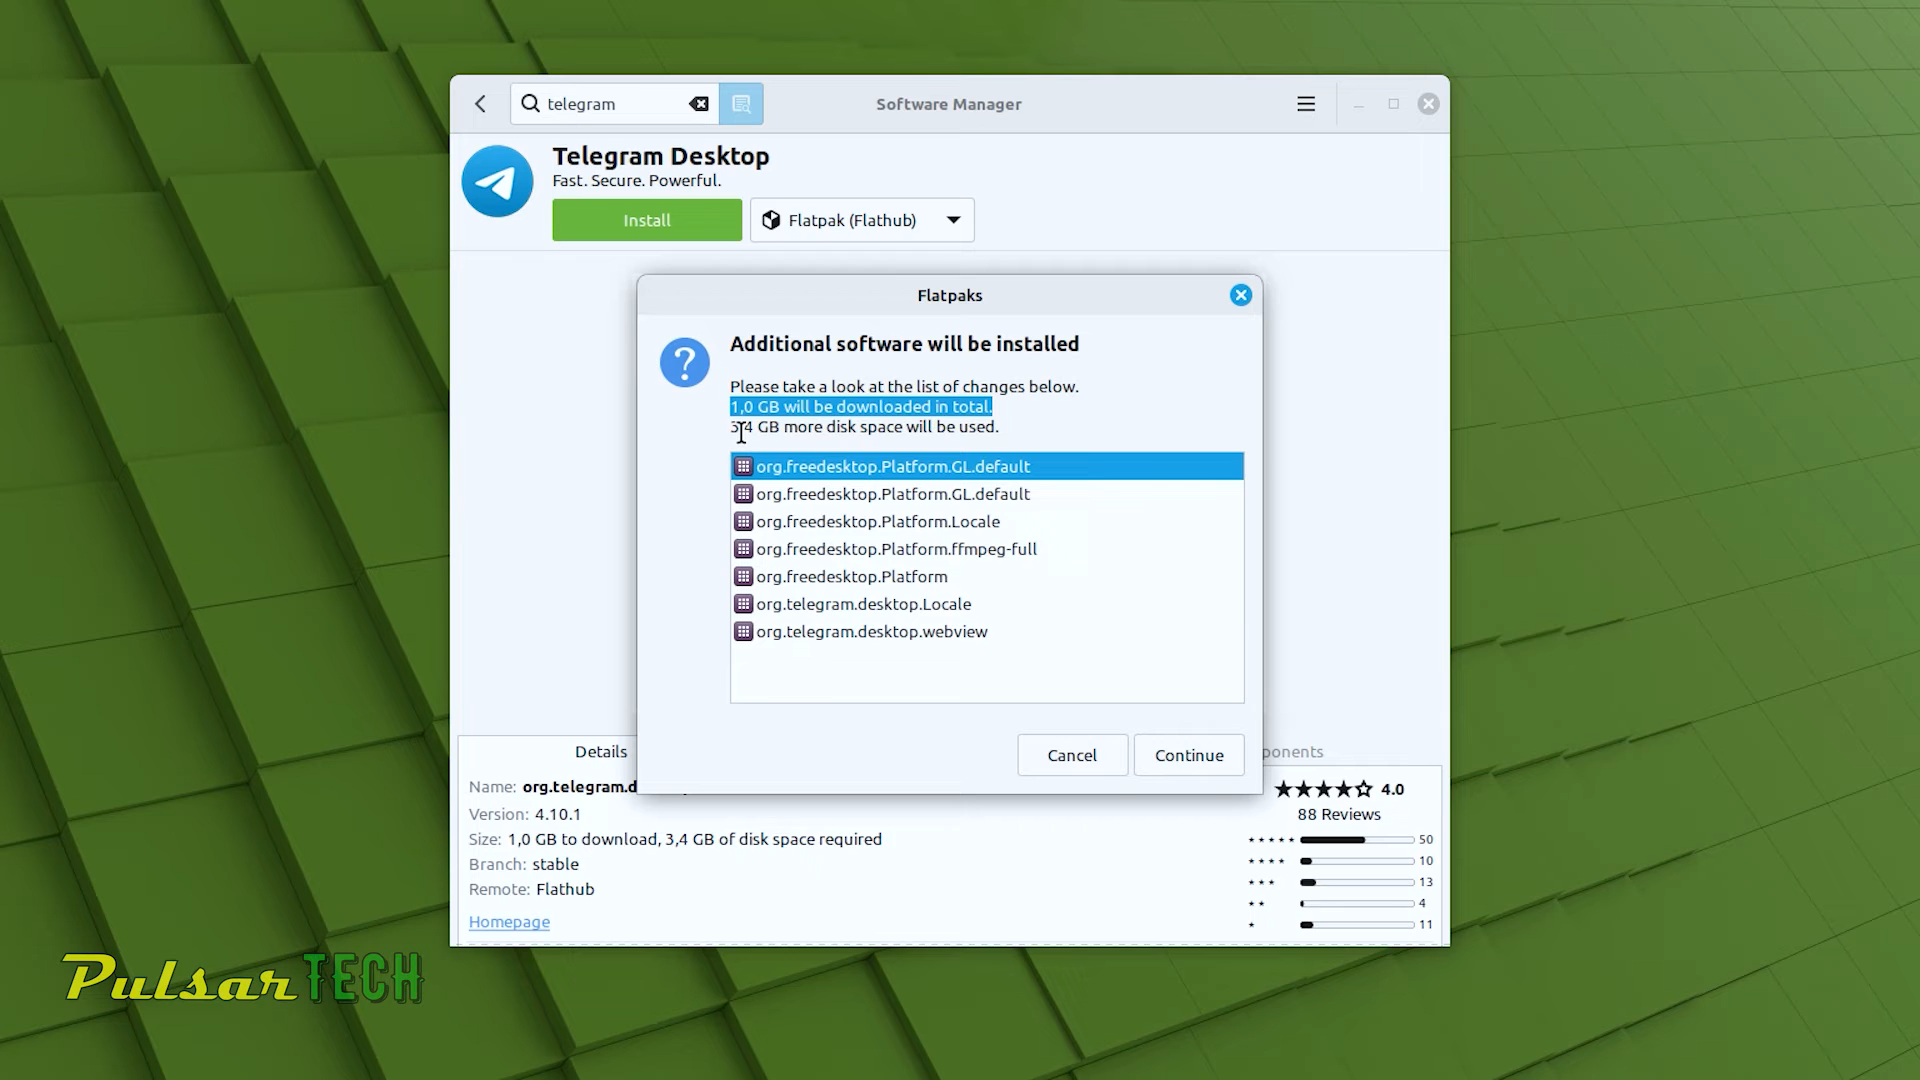 telegram
Software Manager
Telegram Desktop
Fast. Secure. Powerful.
Install
Flatpak (Flathub)
Flatpaks
Additional software will be installed
Please take a look at the list of changes below.
1,0 GB will be downloaded in total.
3,4 GB more disk space will be used.
org.freedesktop.Platform.GL.default
org.freedesktop.Platform.GL.default
org.freedesktop.Platform.Locale
org.freedesktop.Platform.ffmpeg-full
org.freedesktop.Platform
org.telegram.desktop.Locale
org.telegram.desktop.webview
Cancel
Continue
Details
ponents
Name: org.telegram.d
Version: 4.10.1
Size: 1,0 GB to download, 3,4 GB of disk space required
Branch: stable
Remote: Flathub
Homepage
4.0
88 Reviews
50
10
13
4
11
PulsarTECH